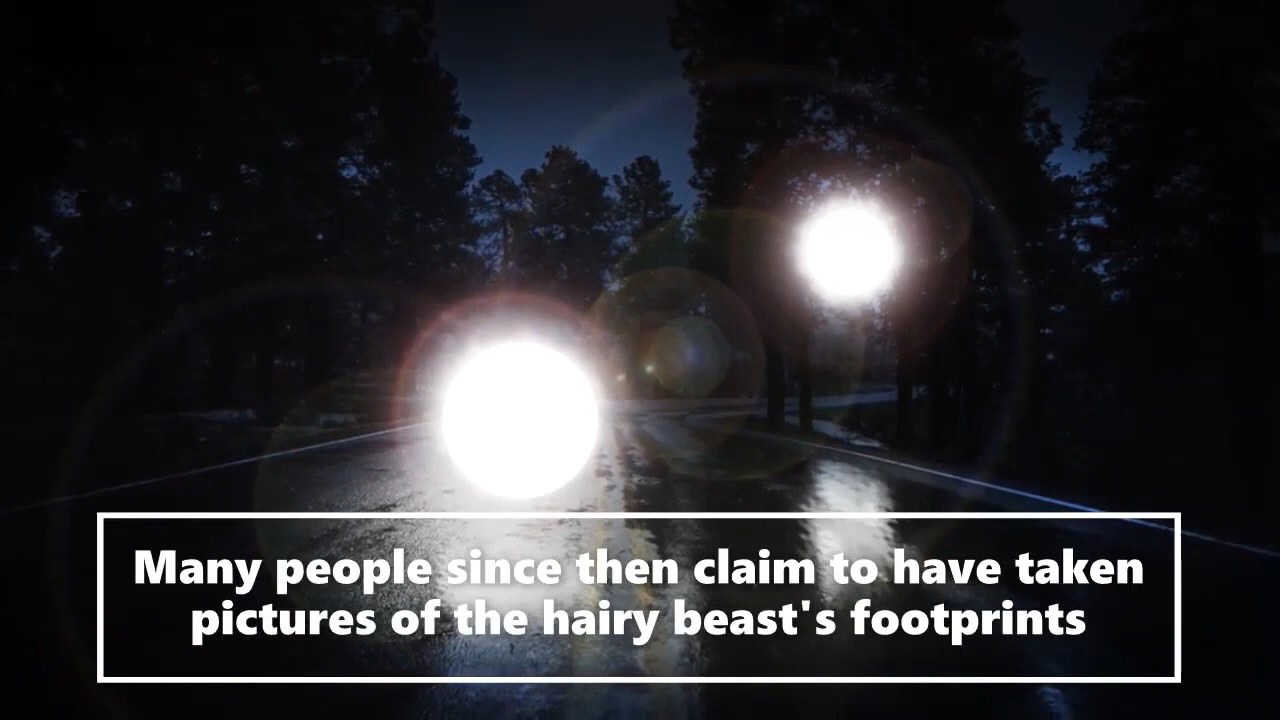 Many people since then claim to have taken
pictures of the hairy beast's footprints